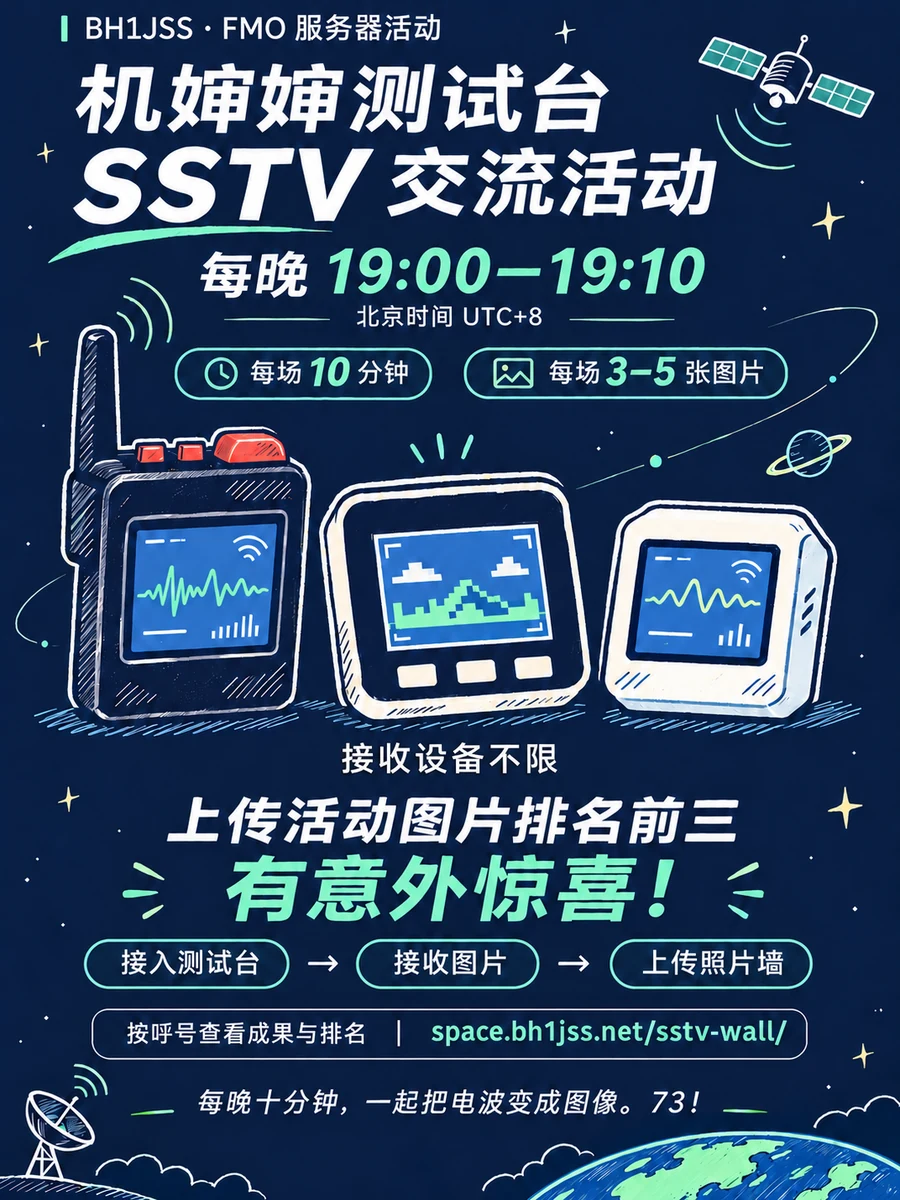 BH1JSS · FMO 服务器活动
机婶婶测试台
SSTV 交流活动
每晚 19:00—19:10
北京时间 UTC+8
每场 10 分钟
每场 3–5 张图片
接收设备不限
上传活动图片排名前三
有意外惊喜!
接入测试台 → 接收图片 → 上传照片墙
按呼号查看成果与排名 | space.bh1jss.net/sstv-wall/
每晚十分钟，一起把电波变成图像。73!